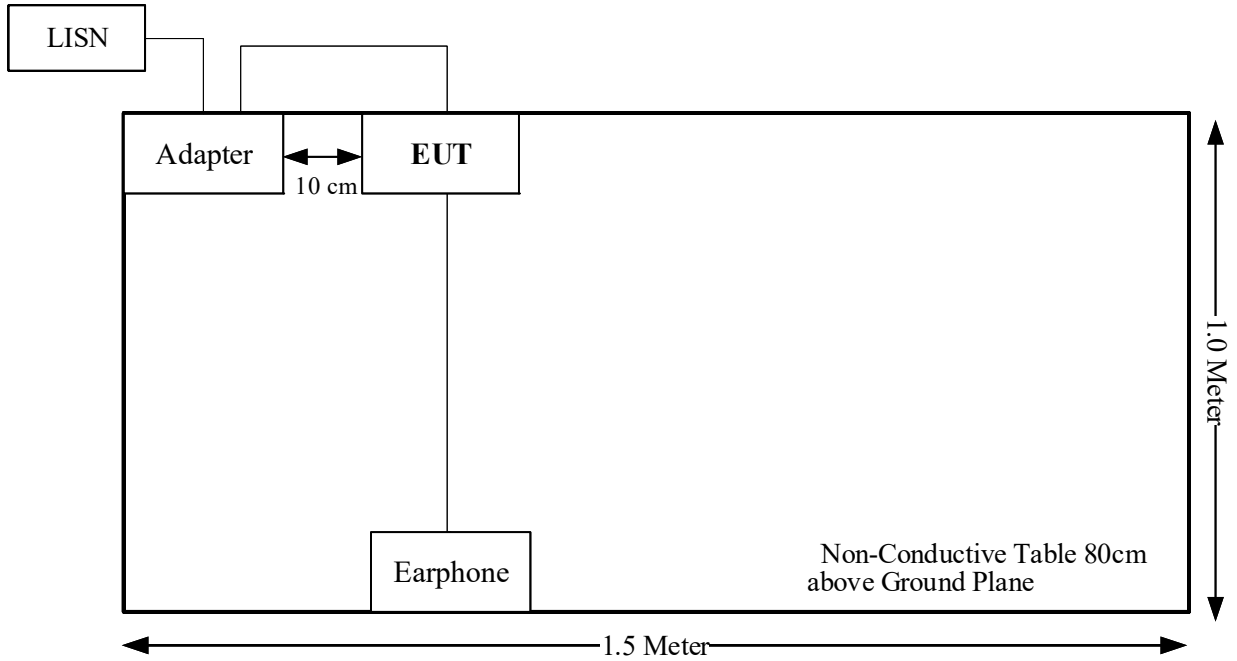 LISN
Adapter
EUT
10 cm
1.0 Meter
Earphone
Non-Conductive Table 80cm
above Ground Plane
1.5 Meter